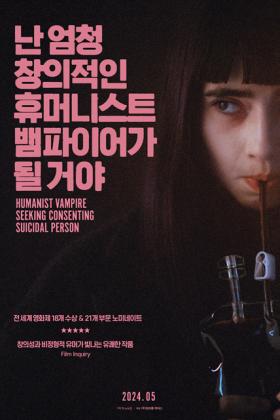 난 엄청
창의적인
휴머니스트
뱀파이어가
될 거야
HUMANIST VAMPIRE
SEEKING CONSENTING
SUICIDAL PERSON
전 세계 영화제 18개 수상 & 21개 부문 노미네이트
★★★★★
창의성과 비정형적 유머가 빛나는 유쾌한 작품
Film Inquiry
2024.05